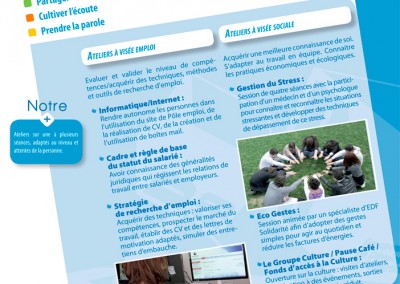 Partager
Cultiver l'écoute
Prendre la parole
ATELIERS À VISÉE EMPLOI
Evaluer et valider le niveau de compé-
tences/acquérir des techniques, méthodes
et outils de recherche d'emploi.
Informatique/Internet :
Rendre autonome les personnes dans
l'utilisation du site de Pôle emploi, de
la réalisation de CV, de la création et de
l'utilisation de boîtes mail.
Cadre et règle de base
du statut du salarié :
Avoir connaissance des généralités
juridiques qui régissent les relations de
travail entre salariés et employeurs.
Stratégie
de recherche d'emploi :
Acquérir des techniques : valoriser ses
compétences, prospecter le marché du
travail, établir des CV et des lettres de
motivation adaptés, simuler des entre-
tiens d'embauche.
Notre
+
Ateliers sur une à plusieurs
séances, adaptés au niveau et
attentes de la personne.
ATELIERS À VISÉE SOCIALE
Acquérir une meilleure connaissance de soi.
S'adapter au travail en équipe. Connaitre
les pratiques économiques et écologiques.
Gestion du Stress :
Session de quatre séances avec la partici-
pation d'un médecin et d'un psychologue
pour connaître et reconnaître les situations
stressantes et développer des techniques
de dépassement de ce stress.
Eco Gestes :
Session animée par un spécialiste d'EDF
Solidarité afin d'adopter des gestes
simples pour agir au quotidien et
réduire les factures d'énergies.
Le Groupe Culture / Pause Café /
Fonds d'accès à la Culture :
Ouverture sur la culture : visites d'ateliers,
participation à des événements, sorties